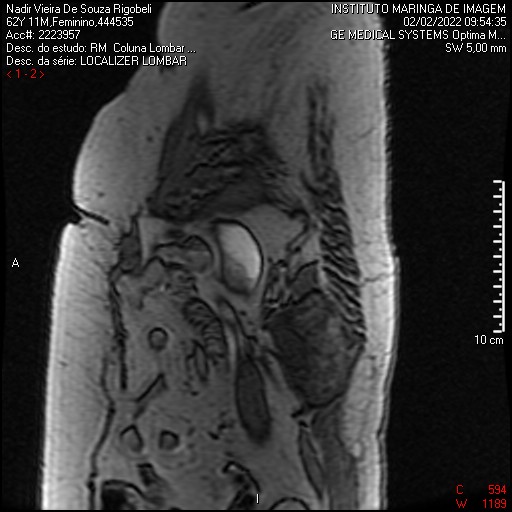 Nadir Vieira De Souza Rigobeli
62Y 11M,Feminino,444535
Acc#: 2223957
Desc. do estudo: RM Coluna Lombar ...
Desc. da série: LOCALIZER LOMBAR
< 1 - 2 >
INSTITUTO MARINGA DE IMAGEM
02/02/2022 09:54:35
GE MEDICAL SYSTEMS Optima M...
SW 5,00 mm
A
10 cm
I
C 594
W 1189